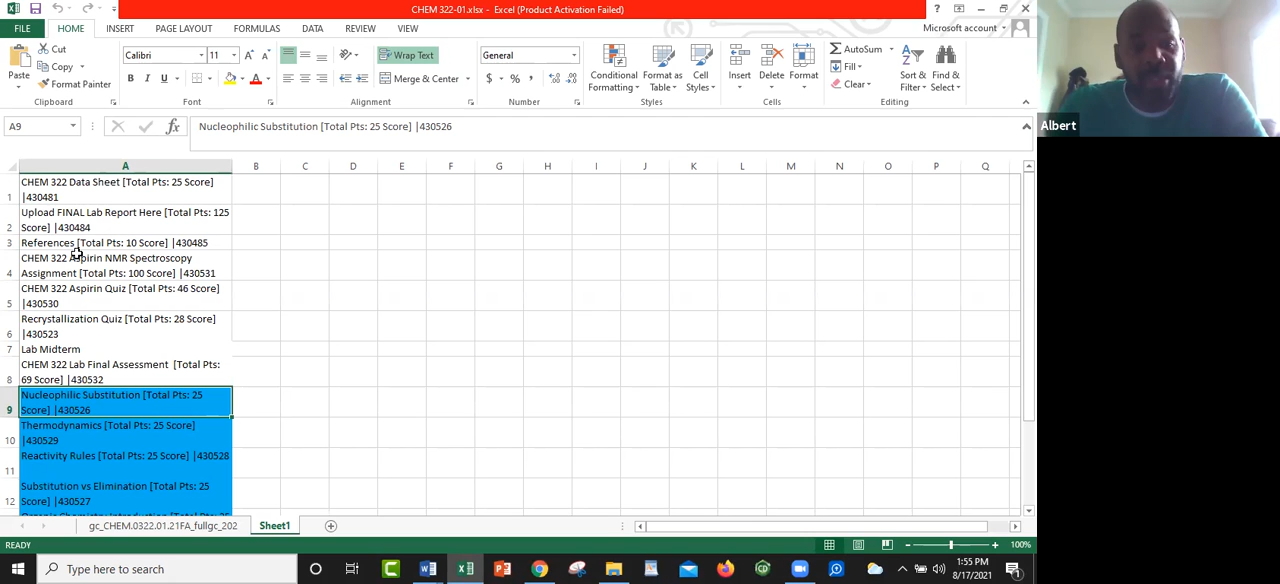 CHEM 322-01.xlsx - Excel (Product Activation Failed)
FILE HOME INSERT PAGE LAYOUT FORMULAS DATA REVIEW VIEW Microsoft account
Paste
Cut
Copy
Format Painter
Calibri 11 A A
B I U A
Wrap Text
Merge & Center
General
$ % ,
Conditional Formatting
Format as Table
Cell Styles
Insert
Delete
Format
AutoSum
Fill
Clear
Sort & Filter
Find & Select
Clipboard Font Alignment Number Styles Cells Editing
Albert
A9 fx Nucleophilic Substitution [Total Pts: 25 Score] |430526
A B C D E F G H I J K L M N O P Q
CHEM 322 Data Sheet [Total Pts: 25 Score]
1 |430481
Upload FINAL Lab Report Here [Total Pts: 125
2 Score] |430484
3 References [Total Pts: 10 Score] |430485
CHEM 322 Aspirin NMR Spectroscopy
4 Assignment [Total Pts: 100 Score] |430531
CHEM 322 Aspirin Quiz [Total Pts: 46 Score]
5 |430530
Recrystallization Quiz [Total Pts: 28 Score]
6 |430523
7 Lab Midterm
CHEM 322 Lab Final Assessment [Total Pts:
8 69 Score] |430532
Nucleophilic Substitution [Total Pts: 25
9 Score] |430526
Thermodynamics [Total Pts: 25 Score]
10 |430529
Reactivity Rules [Total Pts: 25 Score] |430528
11
Substitution vs Elimination [Total Pts: 25
12 Score] |430527
gc_CHEM.0322.01.21FA_fullgc_202 Sheet1
READY 100%
Type here to search
1:55 PM
8/17/2021
1